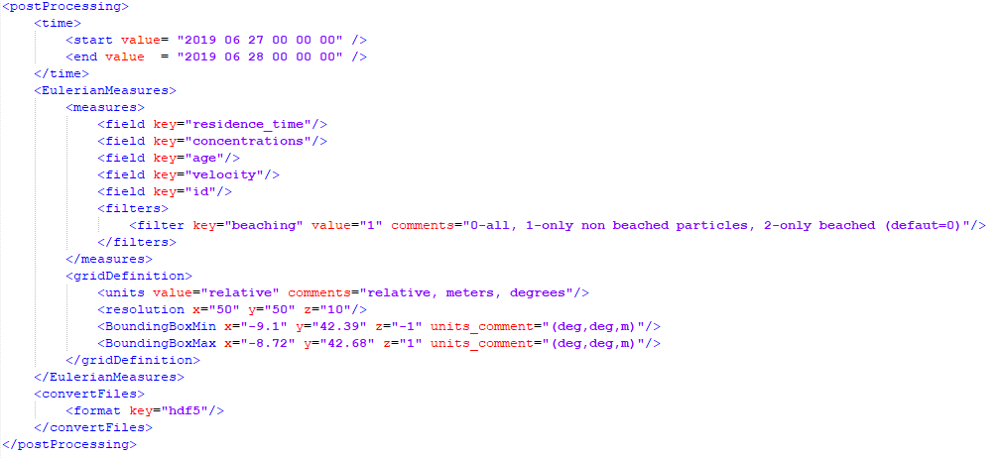 <postProcessing>
    <time>
        <start value= "2019 06 27 00 00 00" />
        <end value  = "2019 06 28 00 00 00" />
    </time>
    <EulerianMeasures>
        <measures>
            <field key="residence_time"/>
            <field key="concentrations"/>
            <field key="age"/>
            <field key="velocity"/>
            <field key="id"/>
            <filters>
                <filter key="beaching" value="1" comments="0-all, 1-only non beached particles, 2-only beached (defaut=0)"/>
            </filters>
        </measures>
        <gridDefinition>
            <units value="relative" comments="relative, meters, degrees"/>
            <resolution x="50" y="50" z="10"/>
            <BoundingBoxMin x="-9.1" y="42.39" z="-1" units_comment="(deg,deg,m)"/>
            <BoundingBoxMax x="-8.72" y="42.68" z="1" units_comment="(deg,deg,m)"/>
        </gridDefinition>
    </EulerianMeasures>
    <convertFiles>
        <format key="hdf5"/>
    </convertFiles>
</postProcessing>